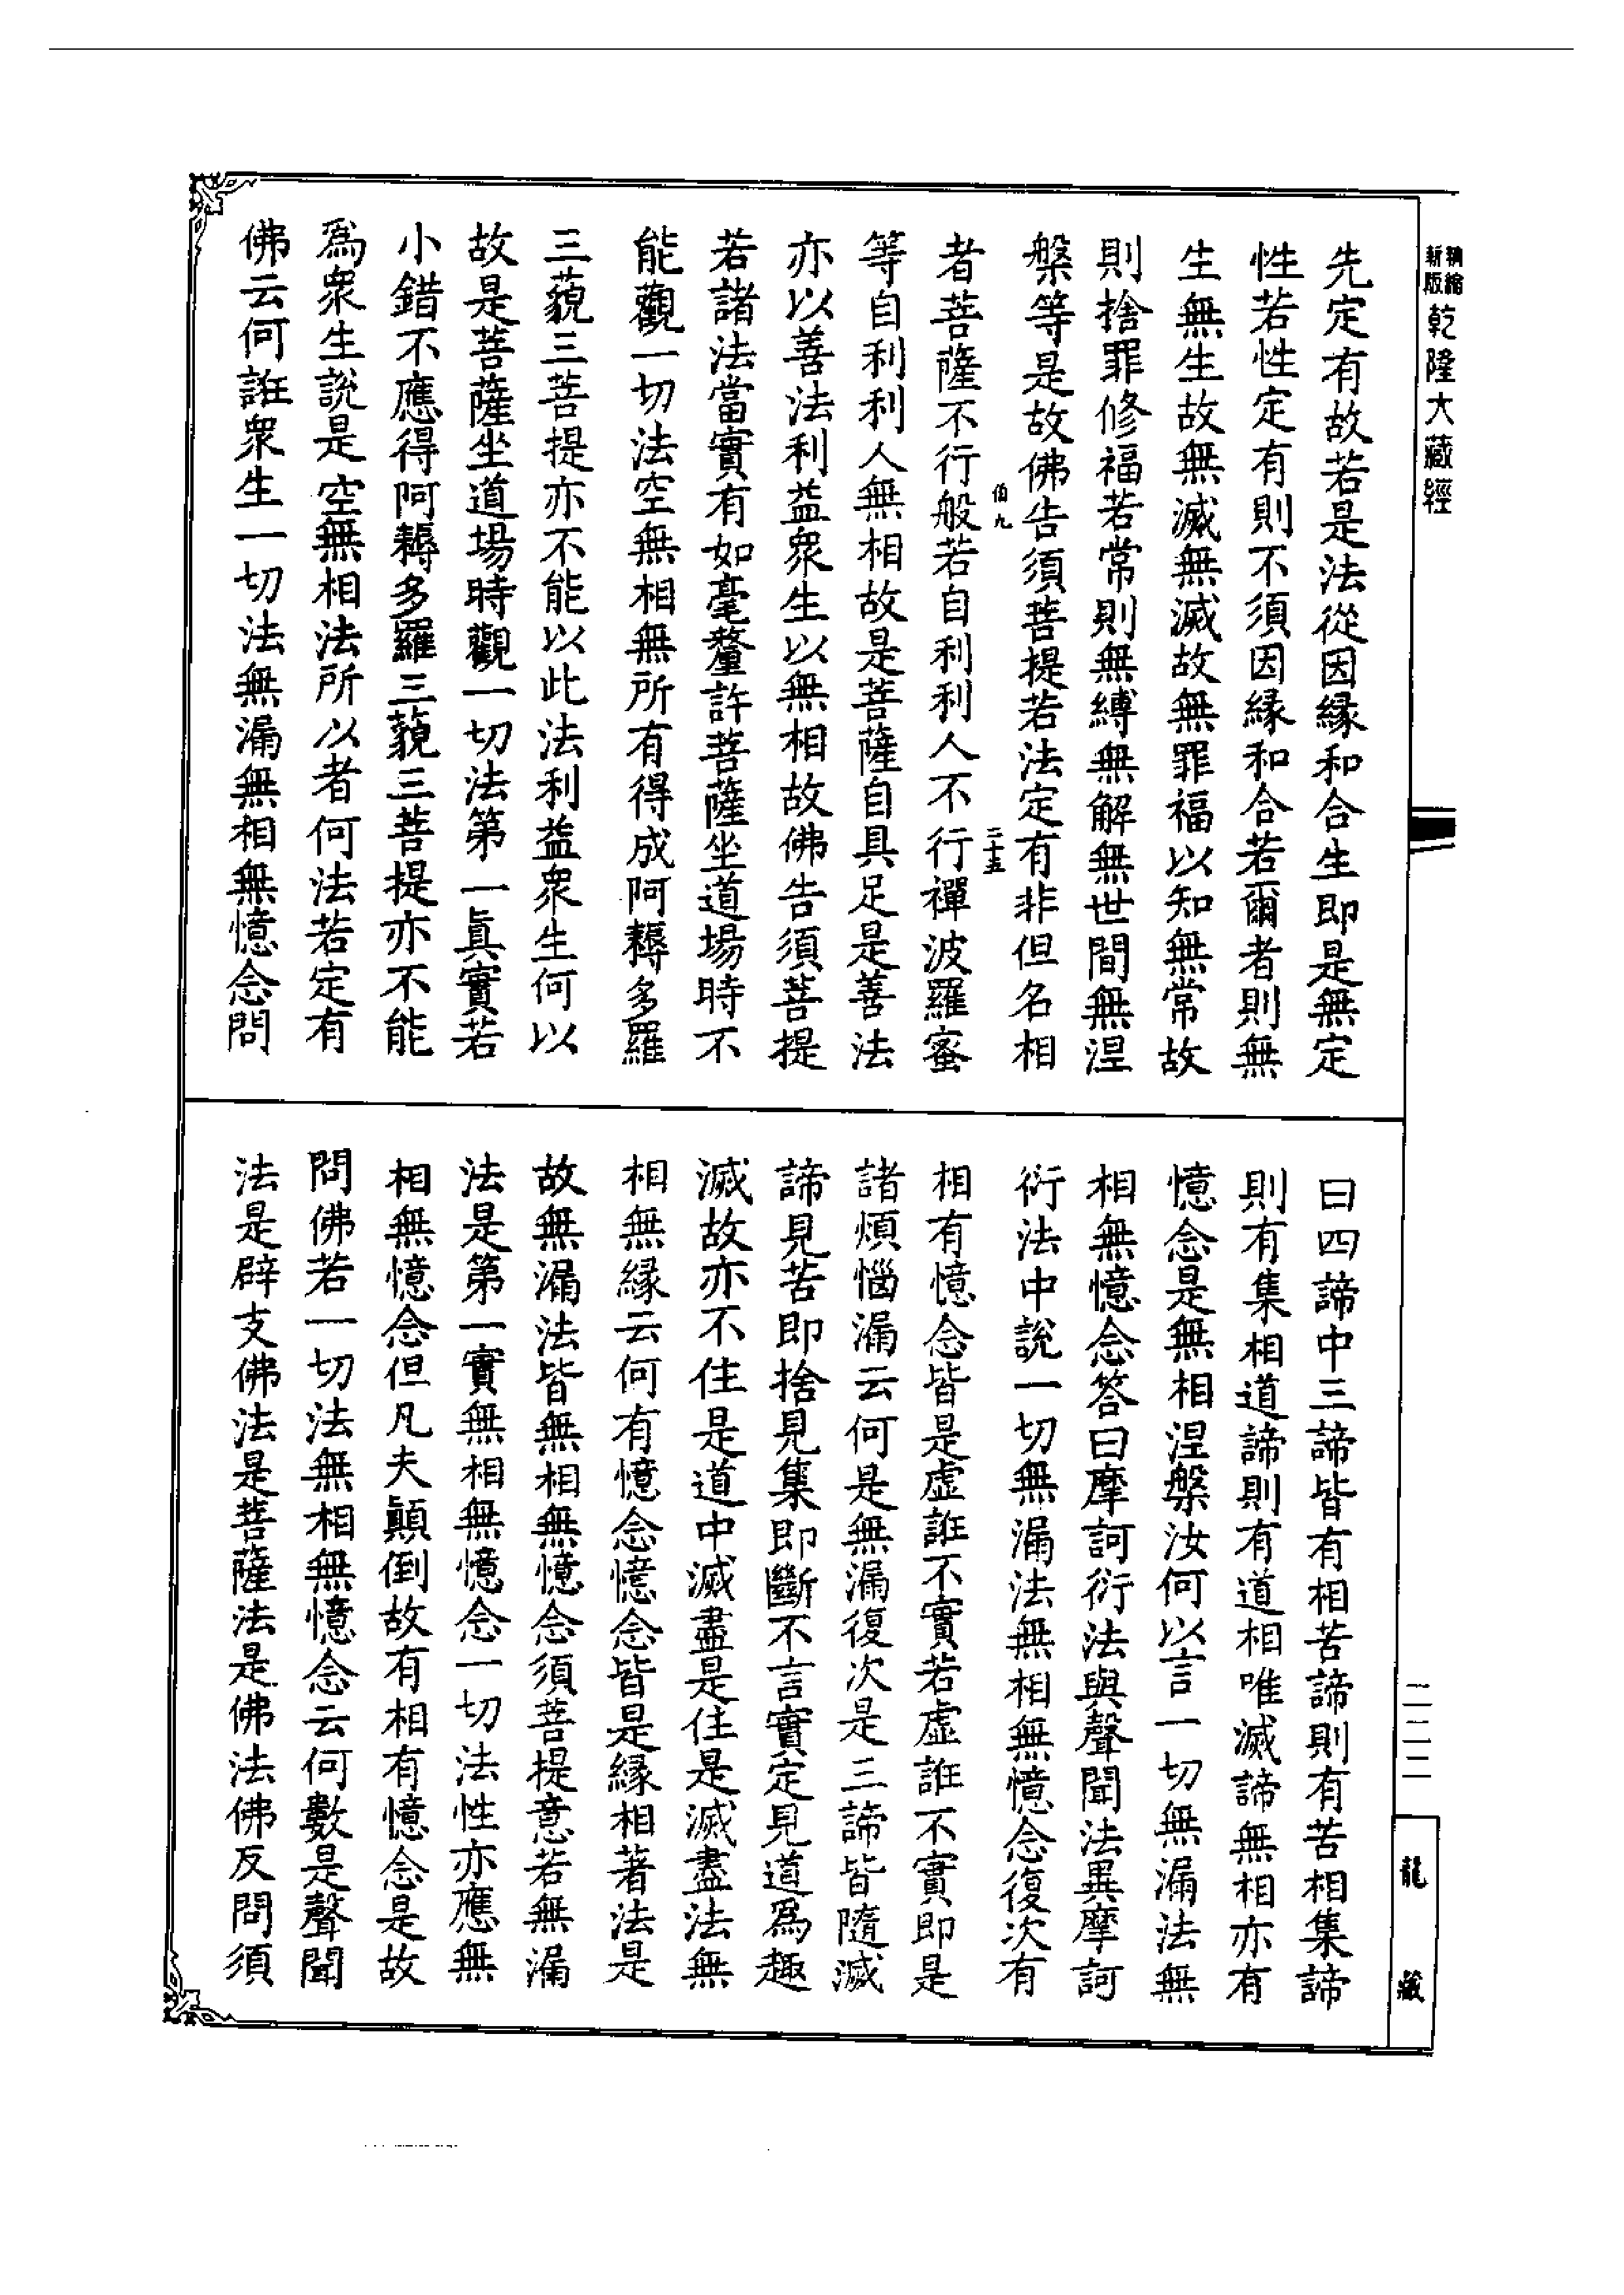 精縮
新版
乾隆大藏經
先定有故若是法從因緣和合生即是無定
性若性定有則不須因緣和合若爾者則無
生無生故無滅無滅故無罪福以知無常故
則捨罪修福若常則無縛無解無世間無涅
槃等是故佛告須菩提若法定有非但名相
伯九
二十五
者菩薩不行般若自利利人不行禪波羅蜜
等自利利人無相故是菩薩自具足是善法
亦以善法利益衆生以無相故佛告須菩提
若諸法當實有如毫釐許菩薩坐道場時不
能觀一切法空無相無所有得成阿耨多羅
三藐三菩提亦不能以此法利益衆生何以
故是菩薩坐道場時觀一切法第一眞實若
小錯不應得阿耨多羅三藐三菩提亦不能
爲衆生説是空無相法所以者何法若定有
佛云何誑衆生一切法無漏無相無憶念問
曰四諦中三諦皆有相苦諦則有苦相集諦
則有集相道諦則有道相唯滅諦無相亦有
憶念是無相涅槃汝何以言一切無漏法無
相無憶念答曰摩訶衍法與聲聞法異摩訶
衍法中説一切無漏法無相無憶念復次有
相有憶念皆是虛誑不實若虛誑不實即是
諸煩惱漏云何是無漏復次是三諦皆隨滅
諦見苦即捨見集即斷不言實定見道爲趣
滅故亦不住是道中滅盡是住是滅盡法無
相無緣云何有憶念憶念皆是緣相著法是
故無漏法皆無相無憶念須菩提意若無漏
法是第一實無相無憶念一切法性亦應無
相無憶念但凡夫顚倒故有相有憶念是故
問佛若一切法無相無憶念云何數是聲聞
法是辟支佛法是菩薩法是佛法佛反問須
二二二
龍
藏